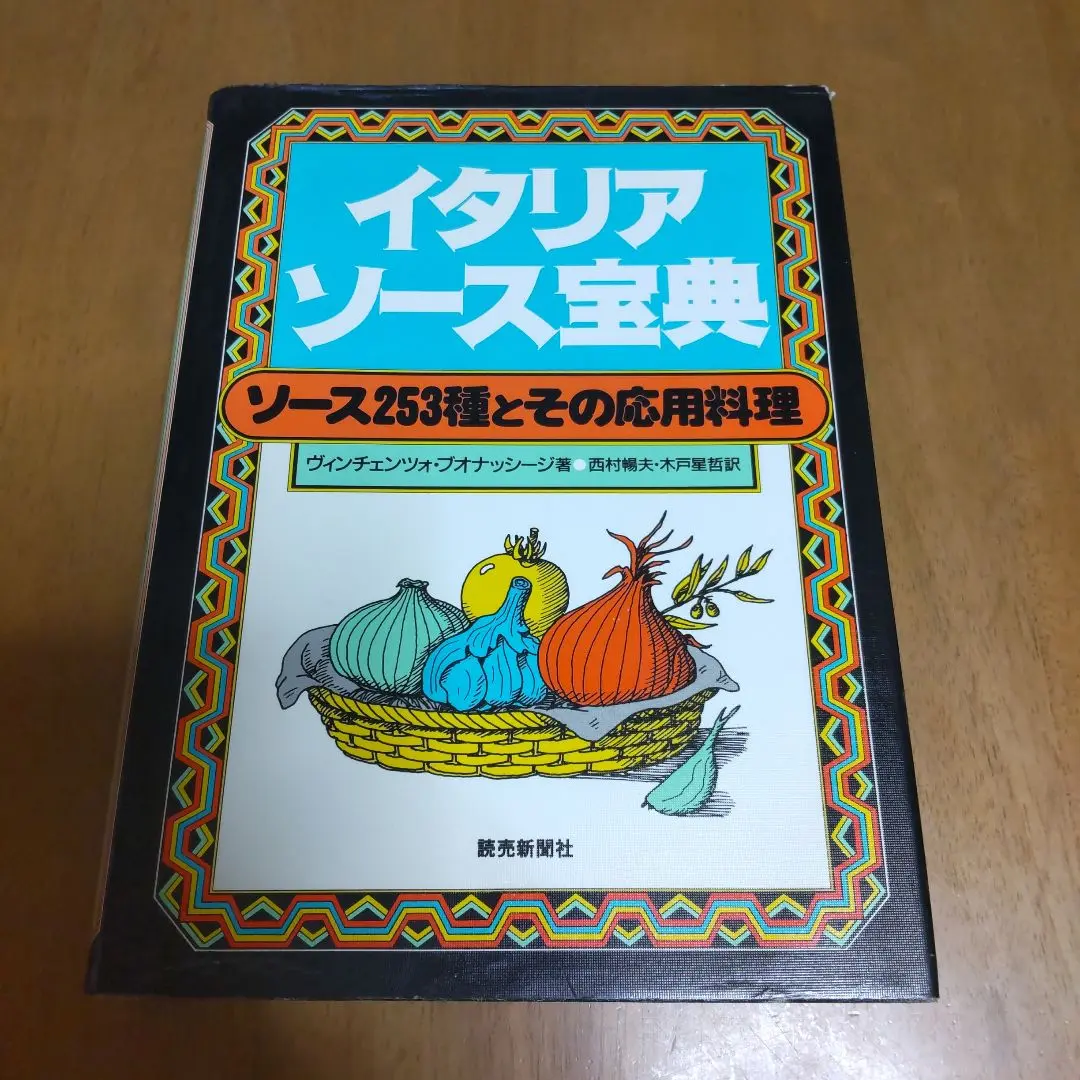 イタリア
ソース宝典
ソース253種とその応用料理
ヴィンチェンツォ・ブオナッシージ著●西村暢夫・木戸星哲訳
読売新聞社